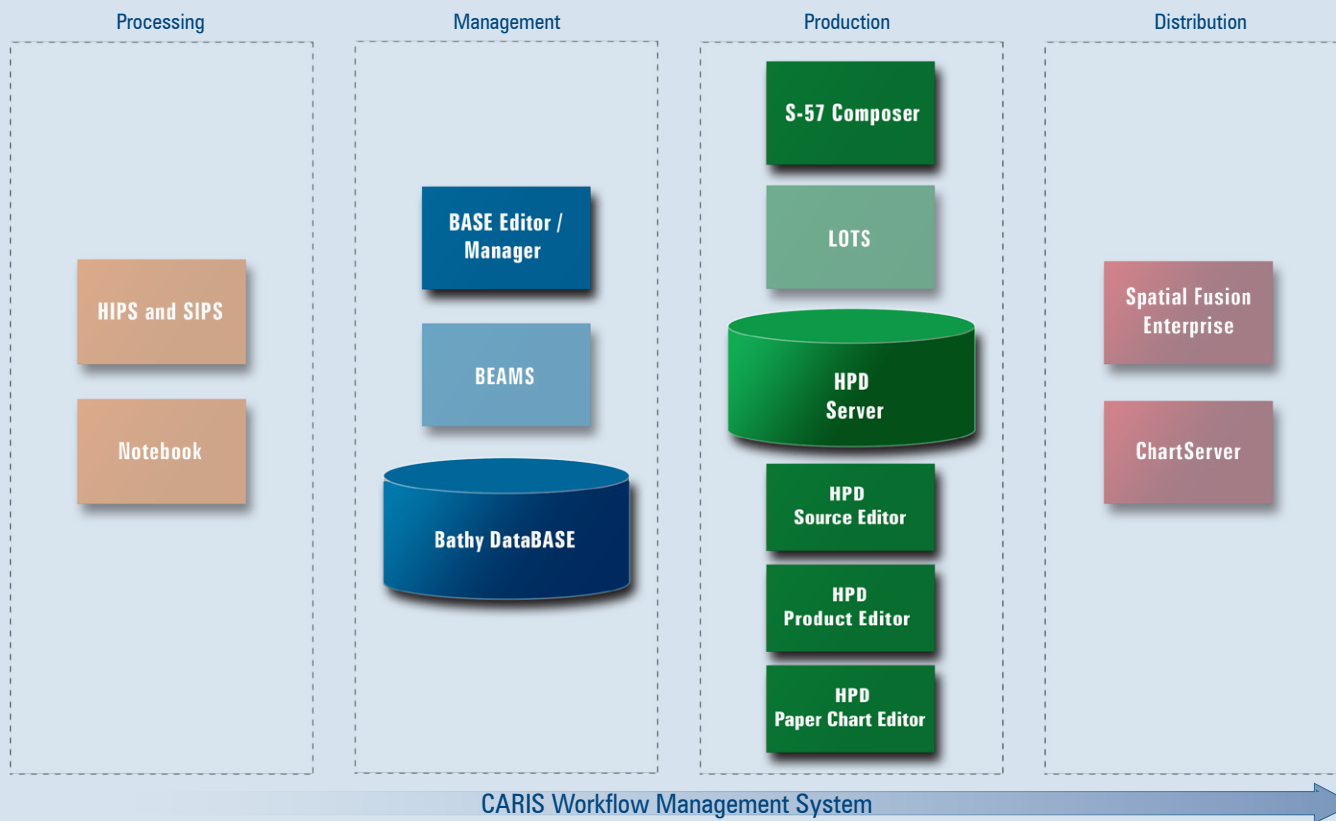 Processing
Management
Production
Distribution
HIPS and SIPS
Notebook
BASE Editor /
Manager
BEAMS
Bathy DataBASE
S-57 Composer
LOTS
HPD
Server
HPD
Source Editor
HPD
Product Editor
HPD
Paper Chart Editor
Spatial Fusion
Enterprise
ChartServer
CARIS Workflow Management System